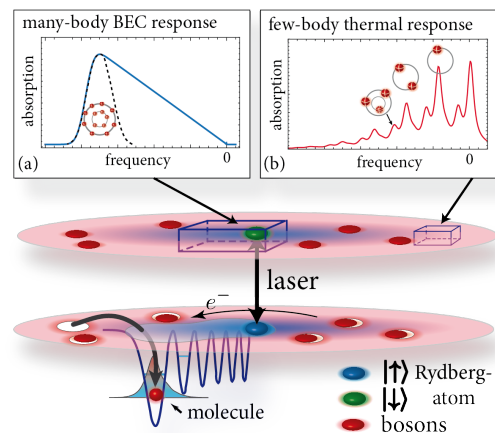 many-body BEC response
few-body thermal response
absorption
absorption
(a)
frequency
0
(b)
frequency
0
laser
e⁻
molecule
|↑⟩ Rydberg-
|↓⟩ atom
bosons